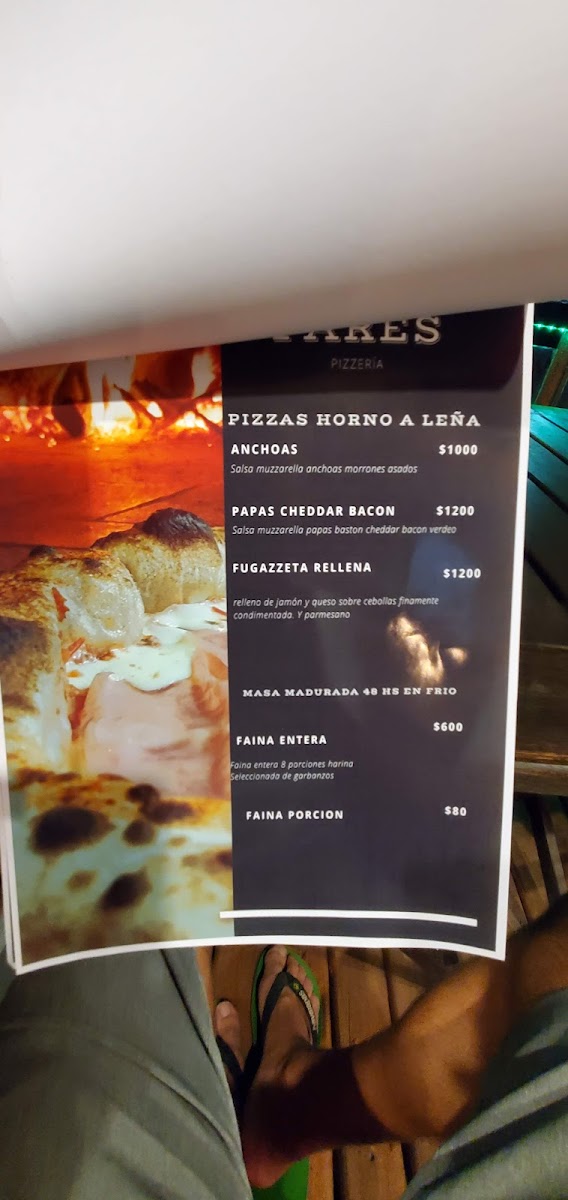 PIZZERÍA
PIZZAS HORNO A LEÑA
ANCHOAS $1000
Salsa muzzarella anchoas morrones asados
PAPAS CHEDDAR BACON $1200
Salsa muzzarella papas baston cheddar bacon verdeo
FUGAZZETA RELLENA $1200
relleno de jamón y queso sobre cebollas finamente
condimentada. Y parmesano
MASA MADURADA 48 HS EN FRIO
FAINA ENTERA $600
Faina entera 8 porciones harina
Seleccionada de garbanzos
FAINA PORCION $80